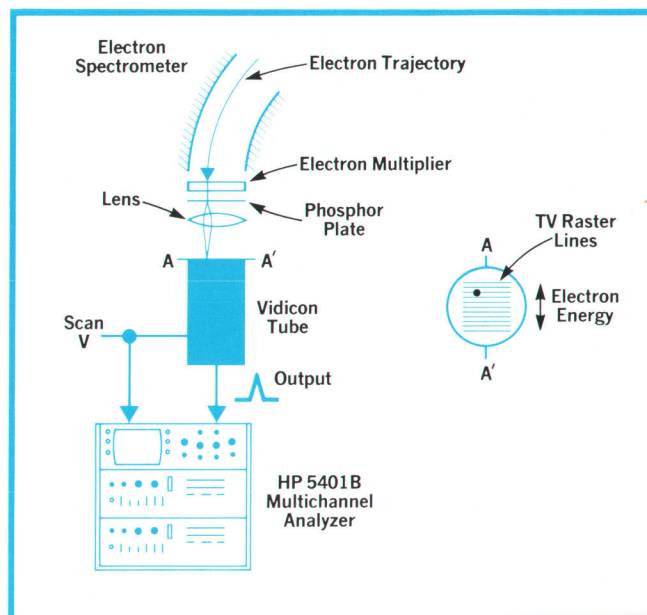 Electron
Spectrometer
Electron Trajectory
Electron Multiplier
Lens
Phosphor
Plate
A
A′
Vidicon
Tube
Scan
V
Output
HP 5401B
Multichannel
Analyzer
TV Raster
Lines
A
Electron
Energy
A′